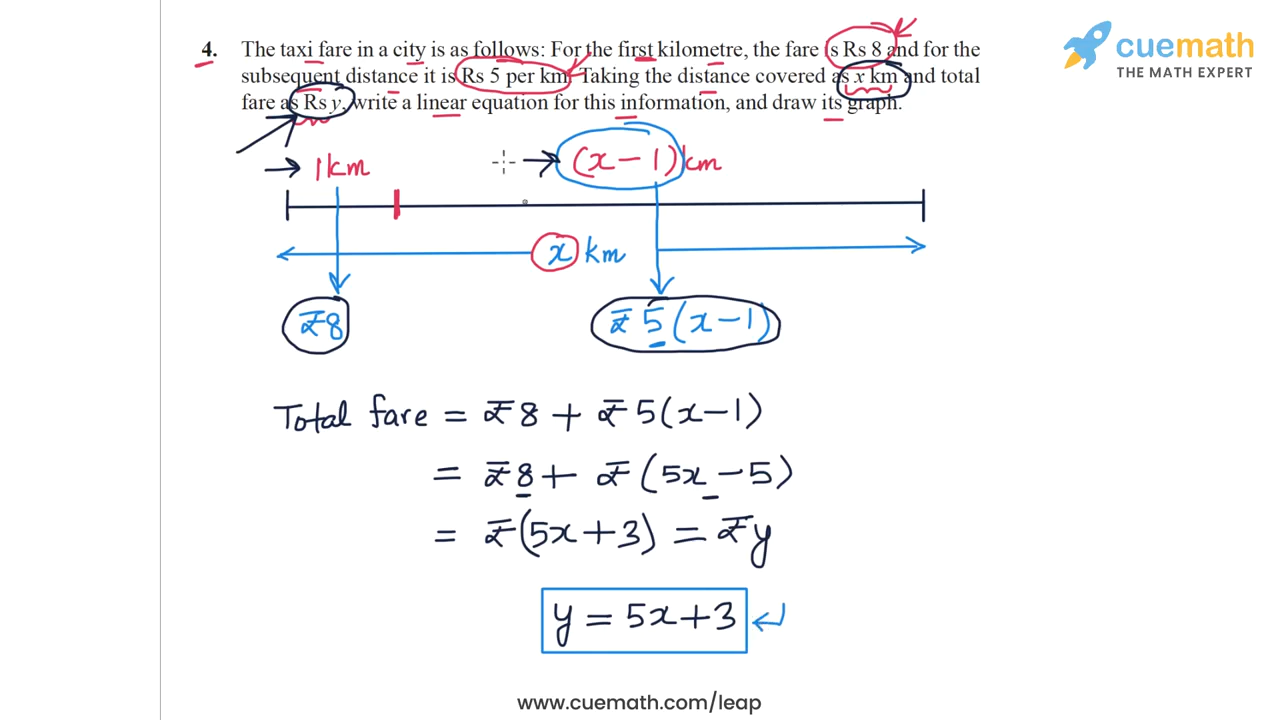 4. The taxi fare in a city is as follows: For the first kilometre, the fare is Rs 8 and for the
subsequent distance it is Rs 5 per km. Taking the distance covered as x km and total
fare as Rs y, write a linear equation for this information, and draw its graph.
cuemath
THE MATH EXPERT
1 km
(x – 1) km
x km
₹8
₹ 5 (x – 1)
Total fare = ₹ 8 + ₹ 5(x – 1)
= ₹ 8 + ₹ (5x – 5)
= ₹ (5x + 3) = ₹ y
y = 5x + 3
www.cuemath.com/leap